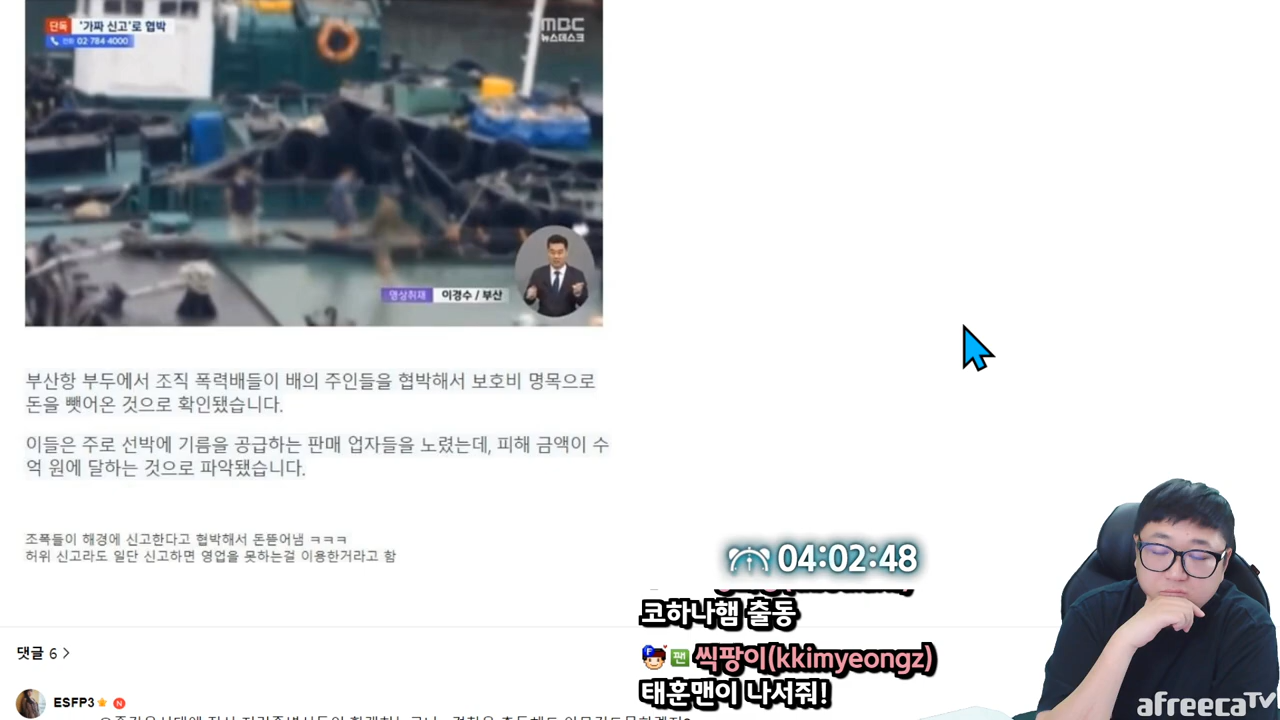 단독 '가짜 신고'로 협박
전화 02 784 4000
MBC
뉴스데스크
영상취재 이경수 / 부산
부산항 부두에서 조직 폭력배들이 배의 주인들을 협박해서 보호비 명목으로
돈을 뺏어온 것으로 확인됐습니다.
이들은 주로 선박에 기름을 공급하는 판매 업자들을 노렸는데, 피해 금액이 수
억 원에 달하는 것으로 파악됐습니다.
조폭들이 해경에 신고한다고 협박해서 돈뜯어냄 ㅋㅋㅋ
허위 신고라도 일단 신고하면 영업을 못하는걸 이용한거라고 함
04:02:48
코하나햄 출동
F 팬 씩팡이(kkimyeongz)
태훈맨이 나서줘!
댓글 6 >
ESFP3 N
afreecaTV